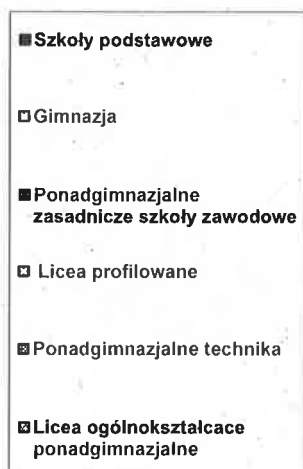 Szkoły podstawowe
Gimnazja
Ponadgimnazjalne
zasadnicze szkoły zawodowe
Licea profilowane
Ponadgimnazjalne technika
Licea ogólnokształcace
ponadgimnazjalne